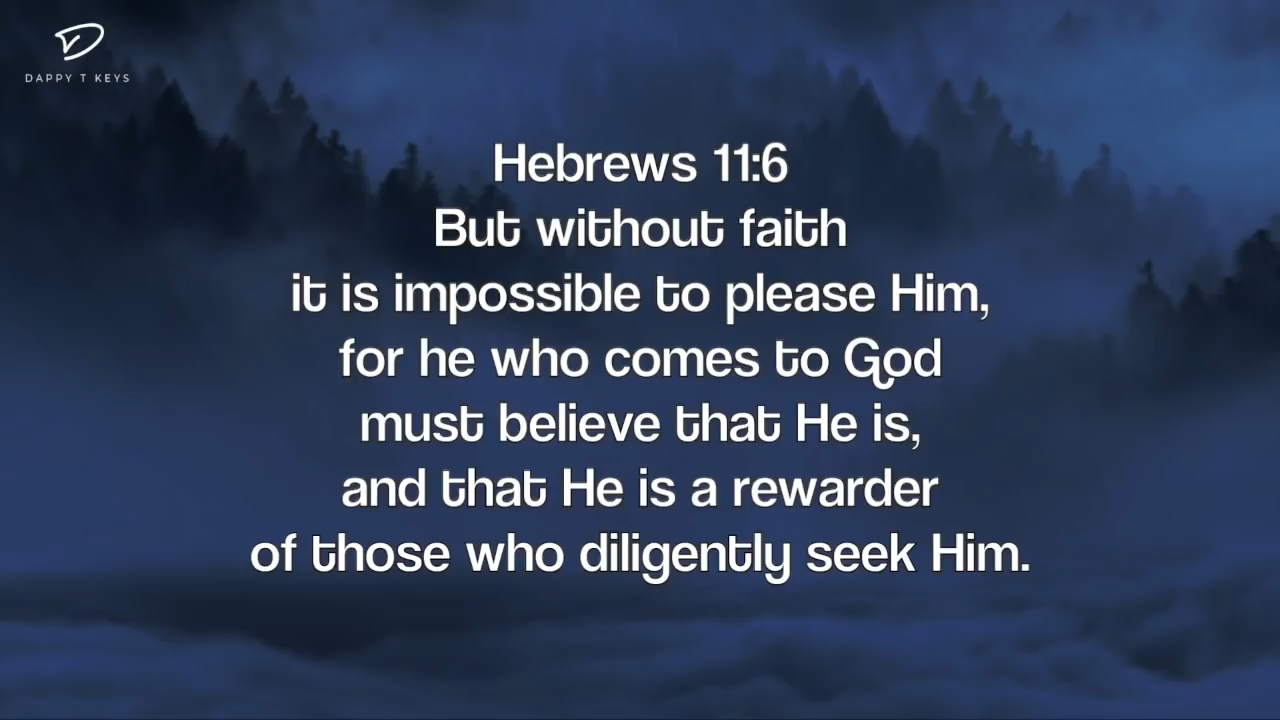 DAPPY T KEYS
Hebrews 11:6
But without faith
it is impossible to please Him,
for he who comes to God
must believe that He is,
and that He is a rewarder
of those who diligently seek Him.